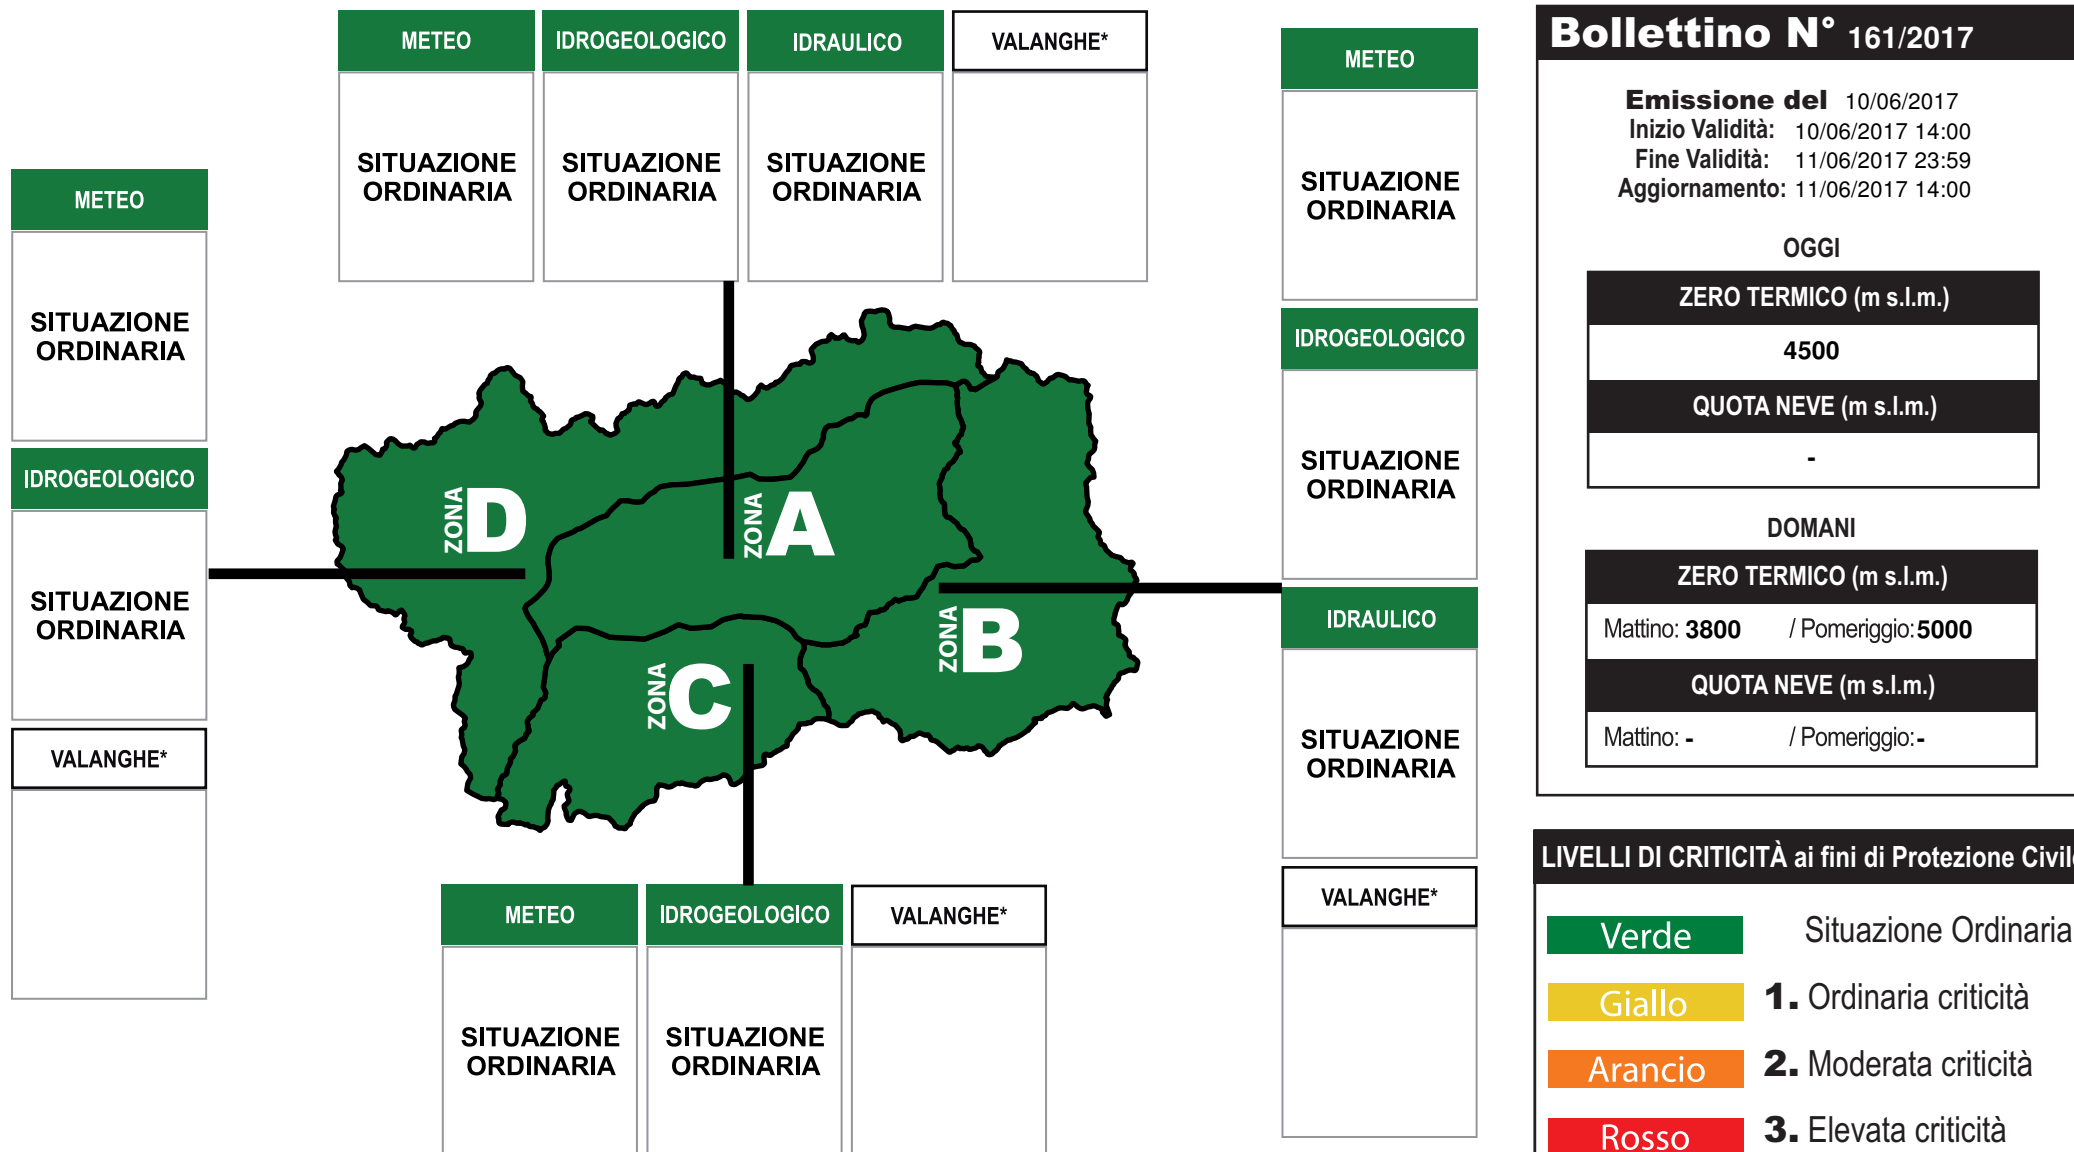 METEO
IDROGEOLOGICO
IDRAULICO
VALANGHE*
SITUAZIONE
ORDINARIA
SITUAZIONE
ORDINARIA
SITUAZIONE
ORDINARIA
METEO
SITUAZIONE
ORDINARIA
IDROGEOLOGICO
SITUAZIONE
ORDINARIA
VALANGHE*
ZONA D
ZONA A
ZONA B
ZONA C
METEO
SITUAZIONE
ORDINARIA
IDROGEOLOGICO
SITUAZIONE
ORDINARIA
IDRAULICO
SITUAZIONE
ORDINARIA
VALANGHE*
METEO
IDROGEOLOGICO
VALANGHE*
SITUAZIONE
ORDINARIA
SITUAZIONE
ORDINARIA
Bollettino N° 161/2017
Emissione del 10/06/2017
Inizio Validità: 10/06/2017 14:00
Fine Validità: 11/06/2017 23:59
Aggiornamento: 11/06/2017 14:00
OGGI
ZERO TERMICO (m s.l.m.)
4500
QUOTA NEVE (m s.l.m.)
-
DOMANI
ZERO TERMICO (m s.l.m.)
Mattino: 3800 / Pomeriggio: 5000
QUOTA NEVE (m s.l.m.)
Mattino: - / Pomeriggio: -
LIVELLI DI CRITICITÀ ai fini di Protezione Civile
Verde Situazione Ordinaria
Giallo 1. Ordinaria criticità
Arancio 2. Moderata criticità
Rosso 3. Elevata criticità